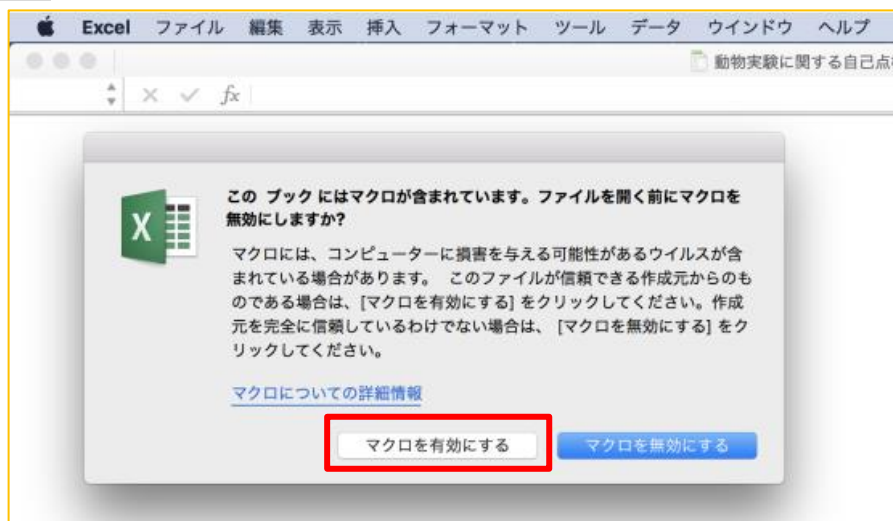 Excel ファイル 編集 表示 挿入 フォーマット ツール データ ウインドウ ヘルプ
動物実験に関する自己点
fx
この ブック にはマクロが含まれています。ファイルを開く前にマクロを
無効にしますか?
マクロには、コンピューターに損害を与える可能性があるウイルスが含
まれている場合があります。 このファイルが信頼できる作成元からのも
のである場合は、[マクロを有効にする] をクリックしてください。作成
元を完全に信頼しているわけでない場合は、 [マクロを無効にする] をク
リックしてください。
マクロについての詳細情報
マクロを有効にする マクロを無効にする